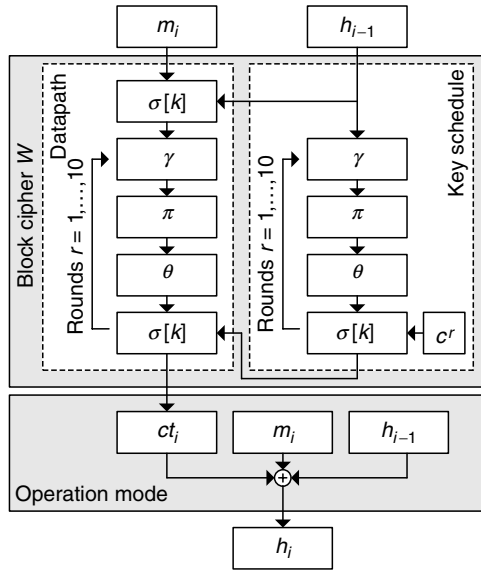 m_i
h_{i−1}
Block cipher W
Datapath
Key schedule
σ[k]
γ
π
θ
σ[k]
Rounds r = 1,...,10
γ
π
θ
σ[k]
c^r
Rounds r = 1,...,10
ct_i
m_i
h_{i−1}
+
Operation mode
h_i